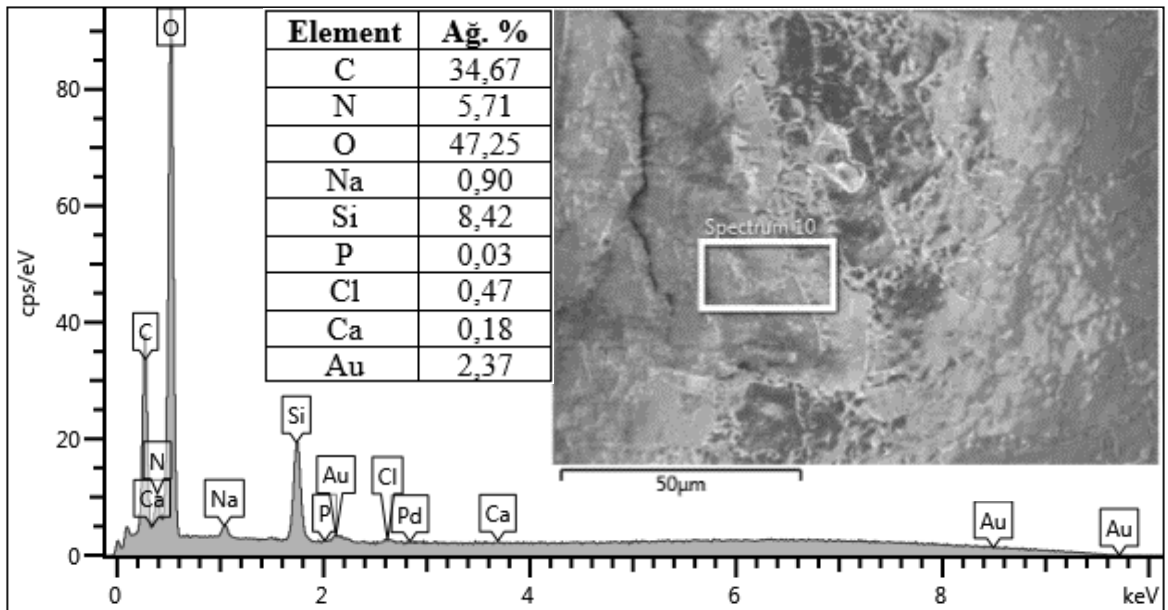 Element Ağ. %
C 34,67
N 5,71
O 47,25
Na 0,90
Si 8,42
P 0,03
Cl 0,47
Ca 0,18
Au 2,37
Spectrum 10
50µm
cps/eV
80
60
40
20
0
O
C
N
Ca
Na
Si
P
Au
Cl
Pd
Ca
Au
Au
0 2 4 6 8 keV